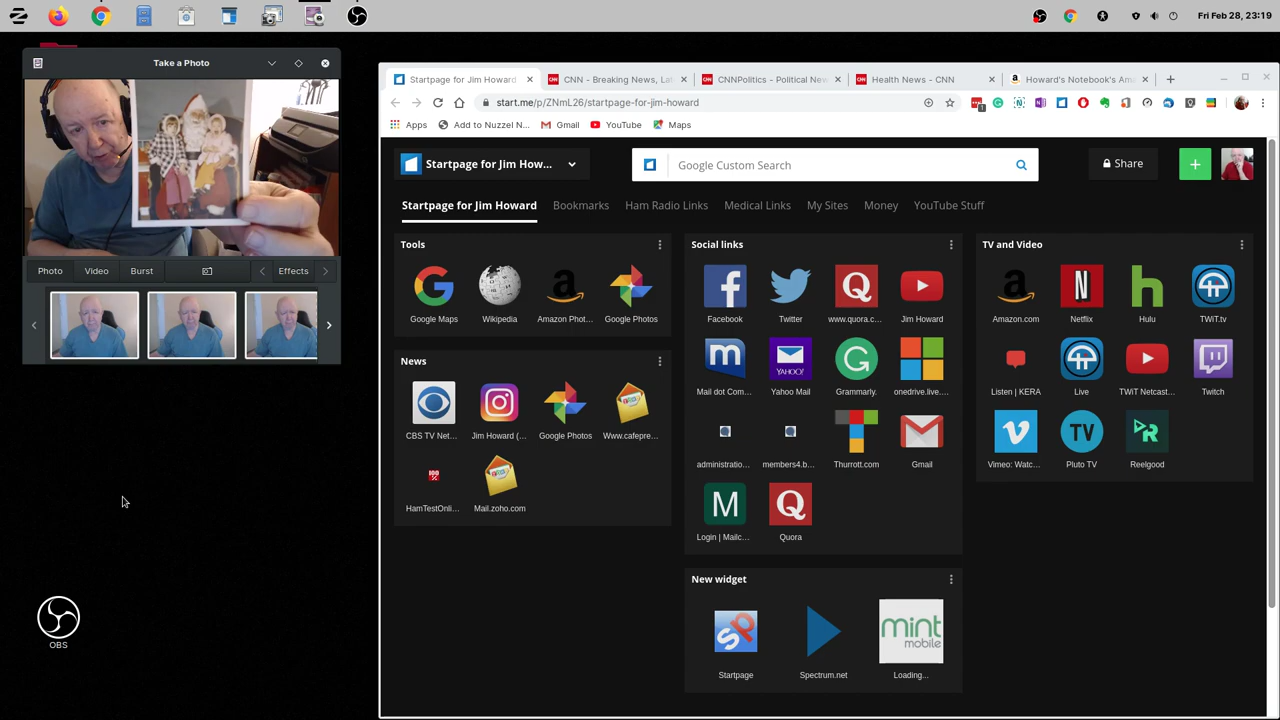 Fri Feb 28, 23:19
Take a Photo
Photo
Video
Burst
Effects
OBS
Startpage for Jim Howard
CNN - Breaking News, Lat
CNNPolitics - Political New
Health News - CNN
Howard's Notebook's Ama
start.me/p/ZNmL26/startpage-for-jim-howard
Apps
Add to Nuzzel N...
Gmail
YouTube
Maps
Startpage for Jim How...
Google Custom Search
Share
Startpage for Jim Howard
Bookmarks
Ham Radio Links
Medical Links
My Sites
Money
YouTube Stuff
Tools
Google Maps
Wikipedia
Amazon Phot...
Google Photos
News
CBS TV Net...
Jim Howard (...
Google Photos
Www.cafepre...
HamTestOnli...
Mail.zoho.com
Social links
Facebook
Twitter
www.quora.c...
Jim Howard
Mail dot Com...
YAHOO!
Yahoo Mail
Grammarly.
onedrive.live....
administratio...
members4.b...
Thurrott.com
Gmail
Login | Mailc...
Quora
New widget
Startpage
Spectrum.net
mint
mobile
Loading...
TV and Video
Amazon.com
Netflix
Hulu
TWiT.tv
Listen | KERA
Live
TWiT Netcast...
Twitch
TV
Vimeo: Watc...
Pluto TV
Reelgood